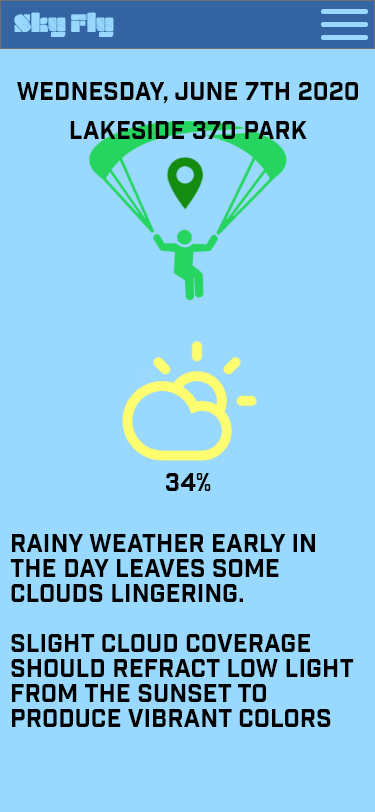 Sky Fly
WEDNESDAY, JUNE 7TH 2020
LAKESIDE 370 PARK
34%
RAINY WEATHER EARLY IN
THE DAY LEAVES SOME
CLOUDS LINGERING.
SLIGHT CLOUD COVERAGE
SHOULD REFRACT LOW LIGHT
FROM THE SUNSET TO
PRODUCE VIBRANT COLORS